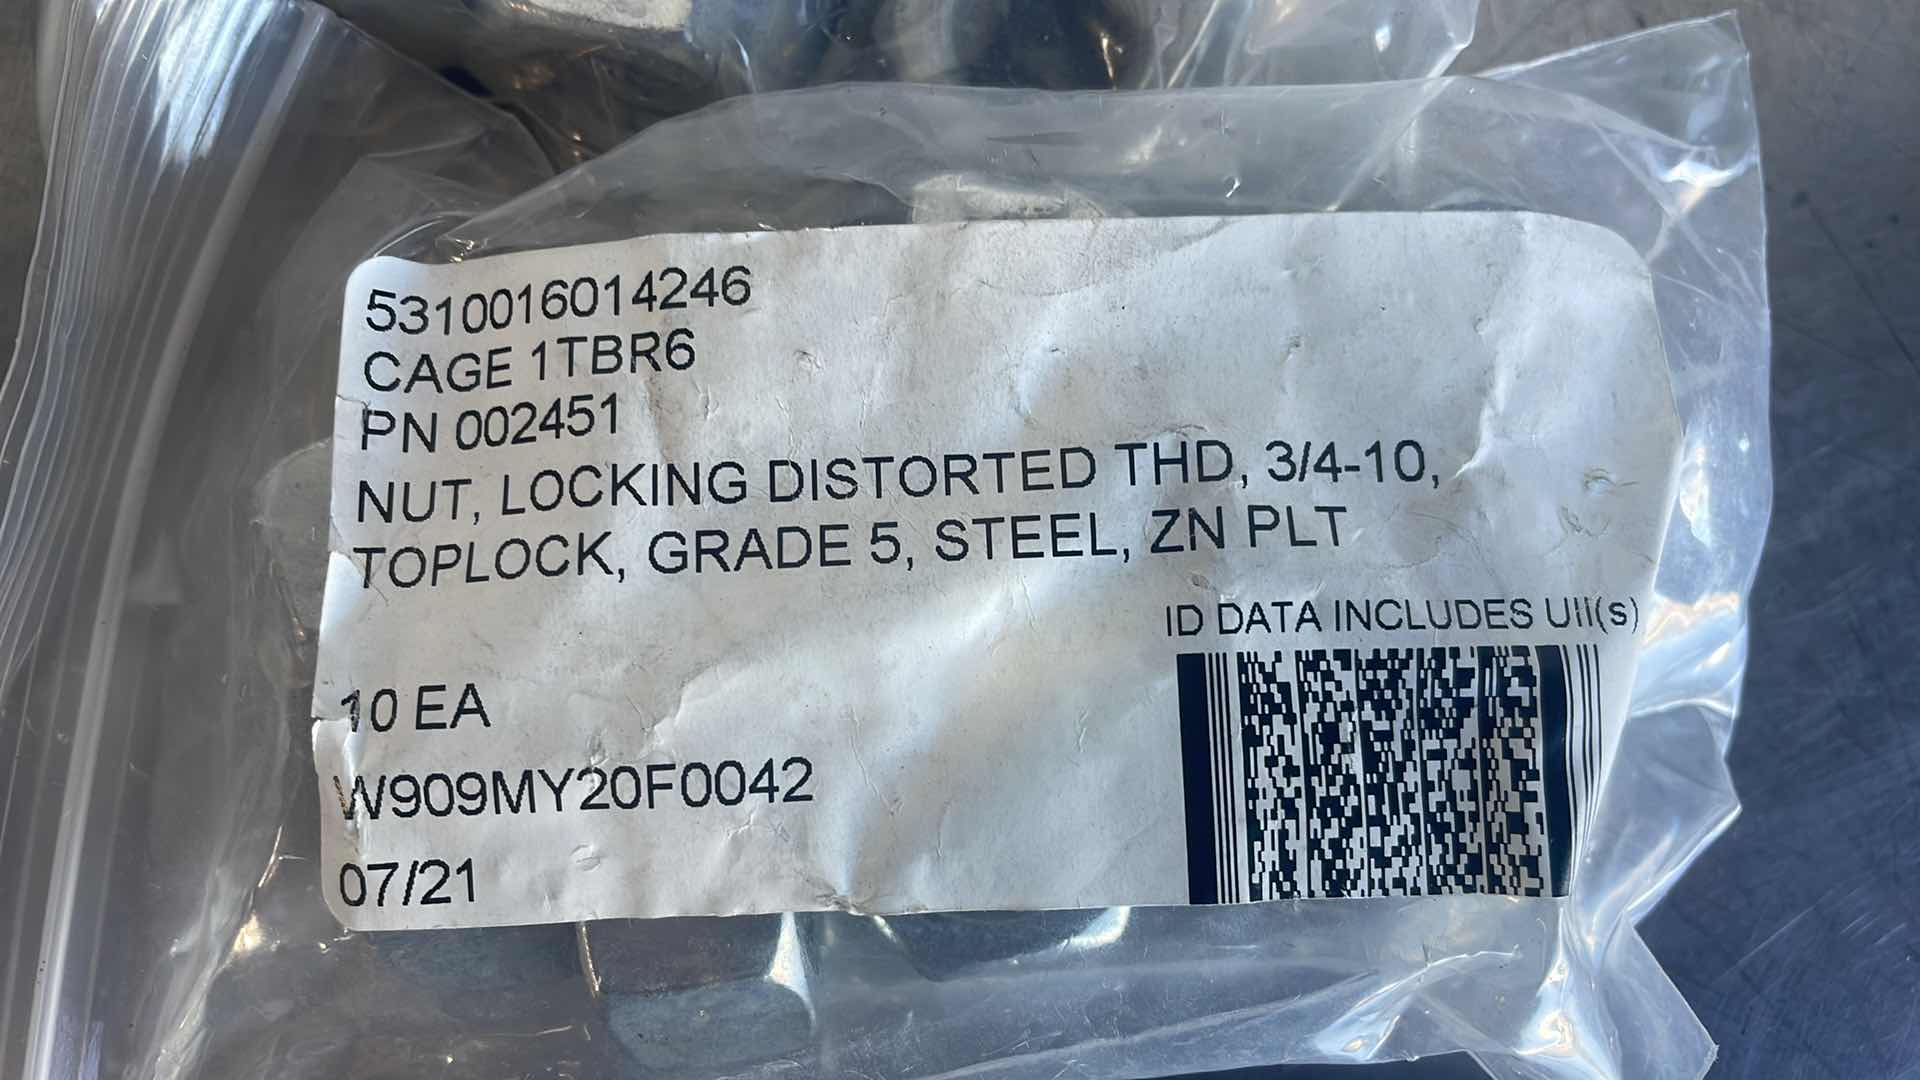 5310016014246
CAGE 1TBR6
PN 002451
NUT, LOCKING DISTORTED THD, 3/4-10,
TOPLOCK, GRADE 5, STEEL, ZN PLT
ID DATA INCLUDES UII(s)
10 EA
W909MY20F0042
07/21